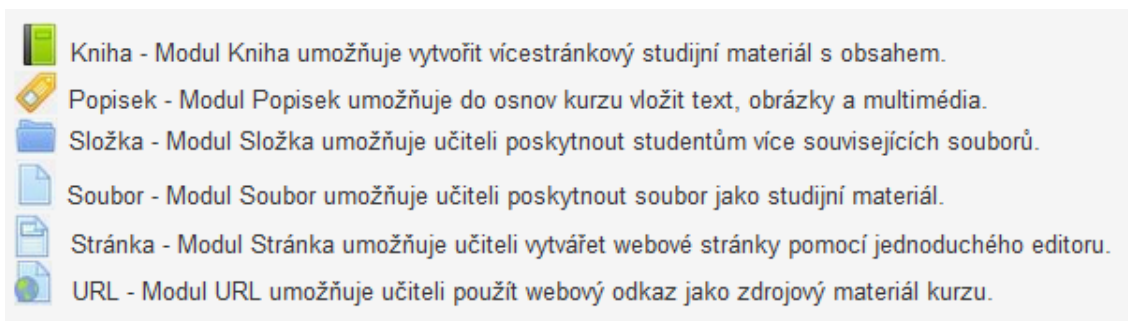 Kniha - Modul Kniha umožňuje vytvořit vícestránkový studijní materiál s obsahem.
Popisek - Modul Popisek umožňuje do osnov kurzu vložit text, obrázky a multimédia.
Složka - Modul Složka umožňuje učiteli poskytnout studentům více souvisejících souborů.
Soubor - Modul Soubor umožňuje učiteli poskytnout soubor jako studijní materiál.
Stránka - Modul Stránka umožňuje učiteli vytvářet webové stránky pomocí jednoduchého editoru.
URL - Modul URL umožňuje učiteli použít webový odkaz jako zdrojový materiál kurzu.